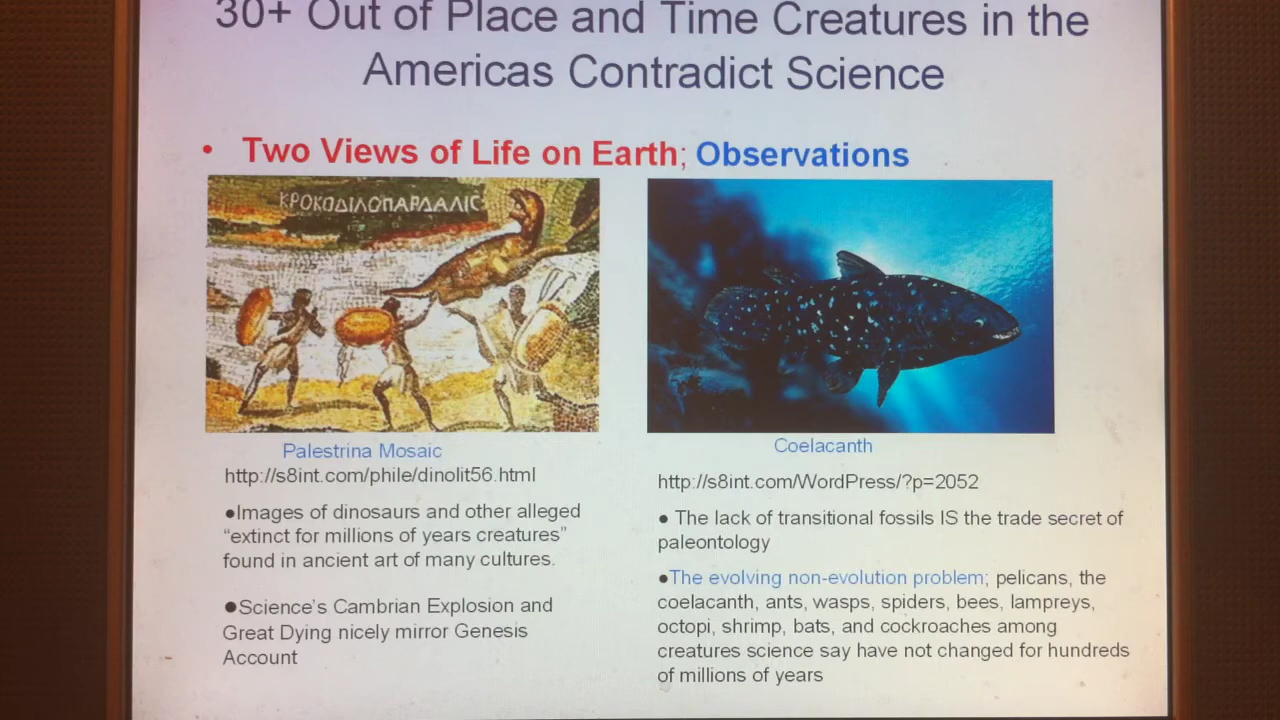 30+ Out of Place and Time Creatures in the
Americas Contradict Science
• Two Views of Life on Earth; Observations
ΚΡΟΚΟΔΙΛΟΠΑΡΔΑΛΙC
Palestrina Mosaic
http://s8int.com/phile/dinolit56.html
●Images of dinosaurs and other alleged
“extinct for millions of years creatures”
found in ancient art of many cultures.
●Science’s Cambrian Explosion and
Great Dying nicely mirror Genesis
Account
Coelacanth
http://s8int.com/WordPress/?p=2052
● The lack of transitional fossils IS the trade secret of
paleontology
●The evolving non-evolution problem; pelicans, the
coelacanth, ants, wasps, spiders, bees, lampreys,
octopi, shrimp, bats, and cockroaches among
creatures science say have not changed for hundreds
of millions of years